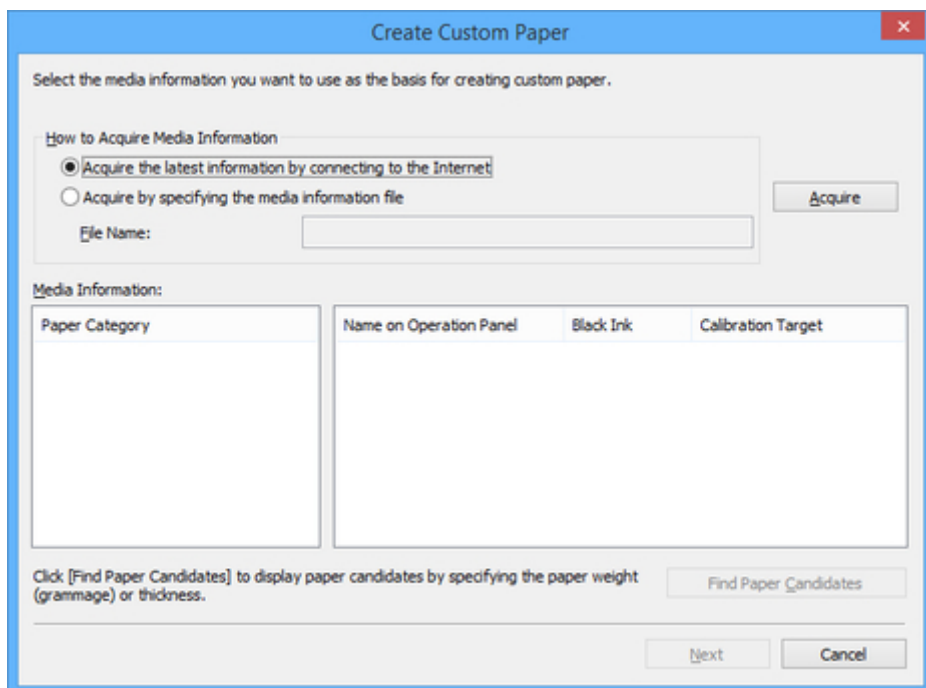 Create Custom Paper
Select the media information you want to use as the basis for creating custom paper.
How to Acquire Media Information
Acquire the latest information by connecting to the Internet
Acquire by specifying the media information file
Acquire
File Name:
Media Information:
Paper Category
Name on Operation Panel Black Ink Calibration Target
Click [Find Paper Candidates] to display paper candidates by specifying the paper weight
(grammage) or thickness.
Find Paper Candidates
Next Cancel